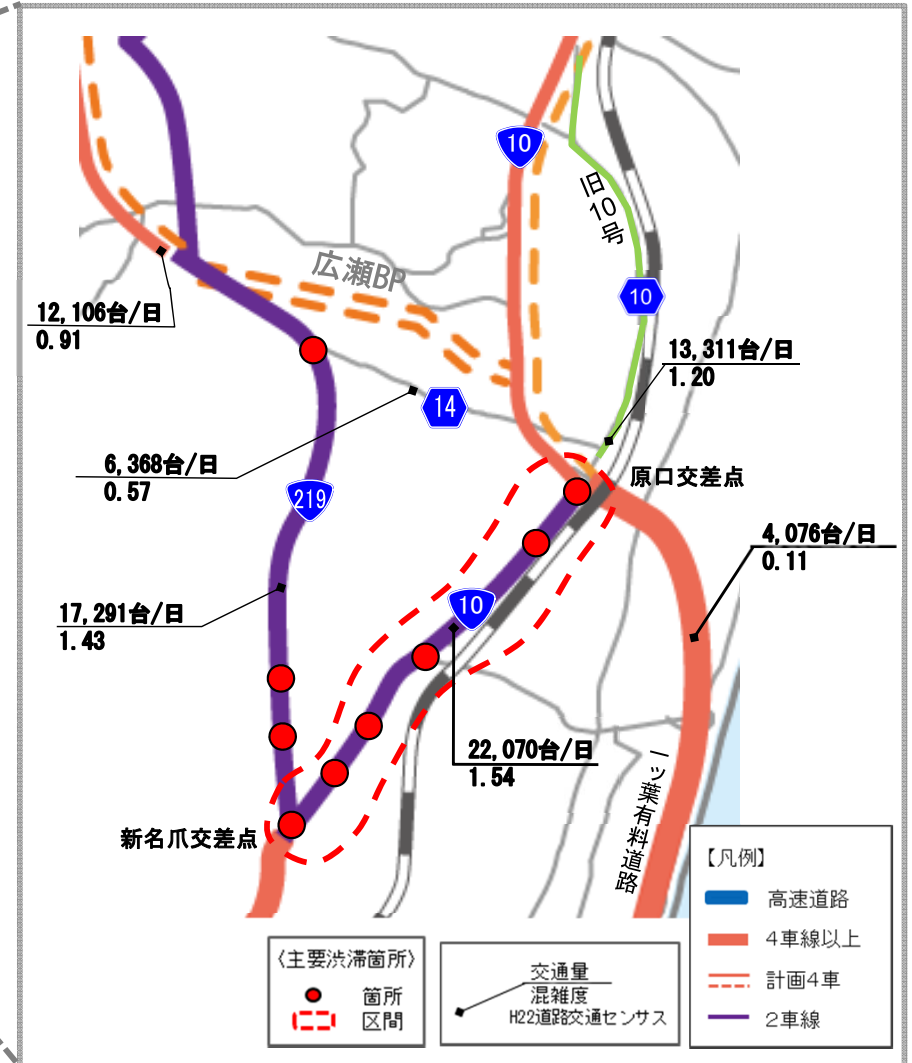 10
旧10号
広瀬BP
10
12,106台/日
0.91
13,311台/日
1.20
14
6,368台/日
0.57
原口交差点
219
4,076台/日
0.11
10
17,291台/日
1.43
22,070台/日
1.54
一ッ葉有料道路
新名爪交差点
【凡例】
高速道路
4車線以上
計画4車
2車線
〈主要渋滞箇所〉
箇所
区間
交通量
混雑度
H22道路交通センサス